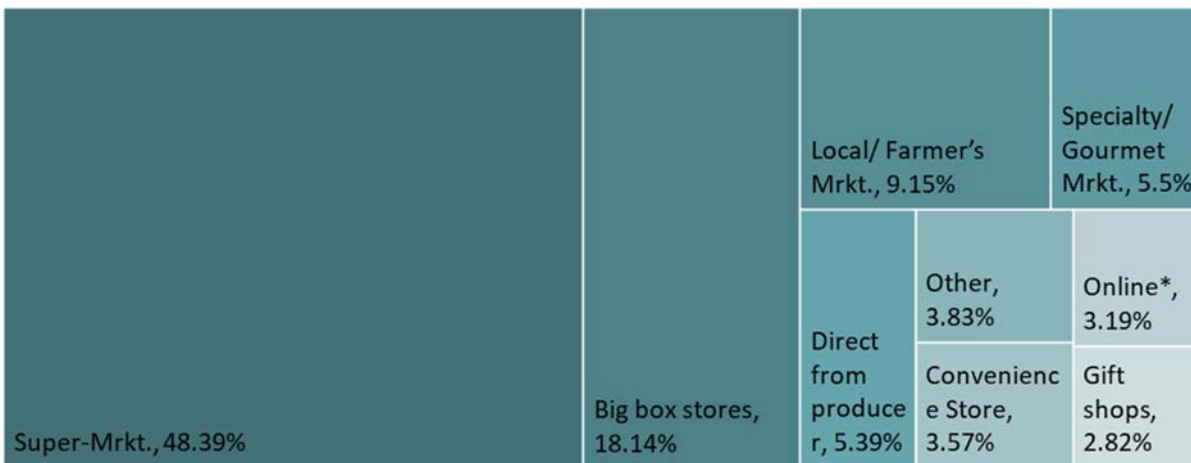 Super-Mrkt., 48.39%
Big box stores,
18.14%
Local/ Farmer’s
Mrkt., 9.15%
Specialty/
Gourmet
Mrkt., 5.5%
Direct
from
produce
r, 5.39%
Other,
3.83%
Convenienc
e Store,
3.57%
Online*,
3.19%
Gift
shops,
2.82%